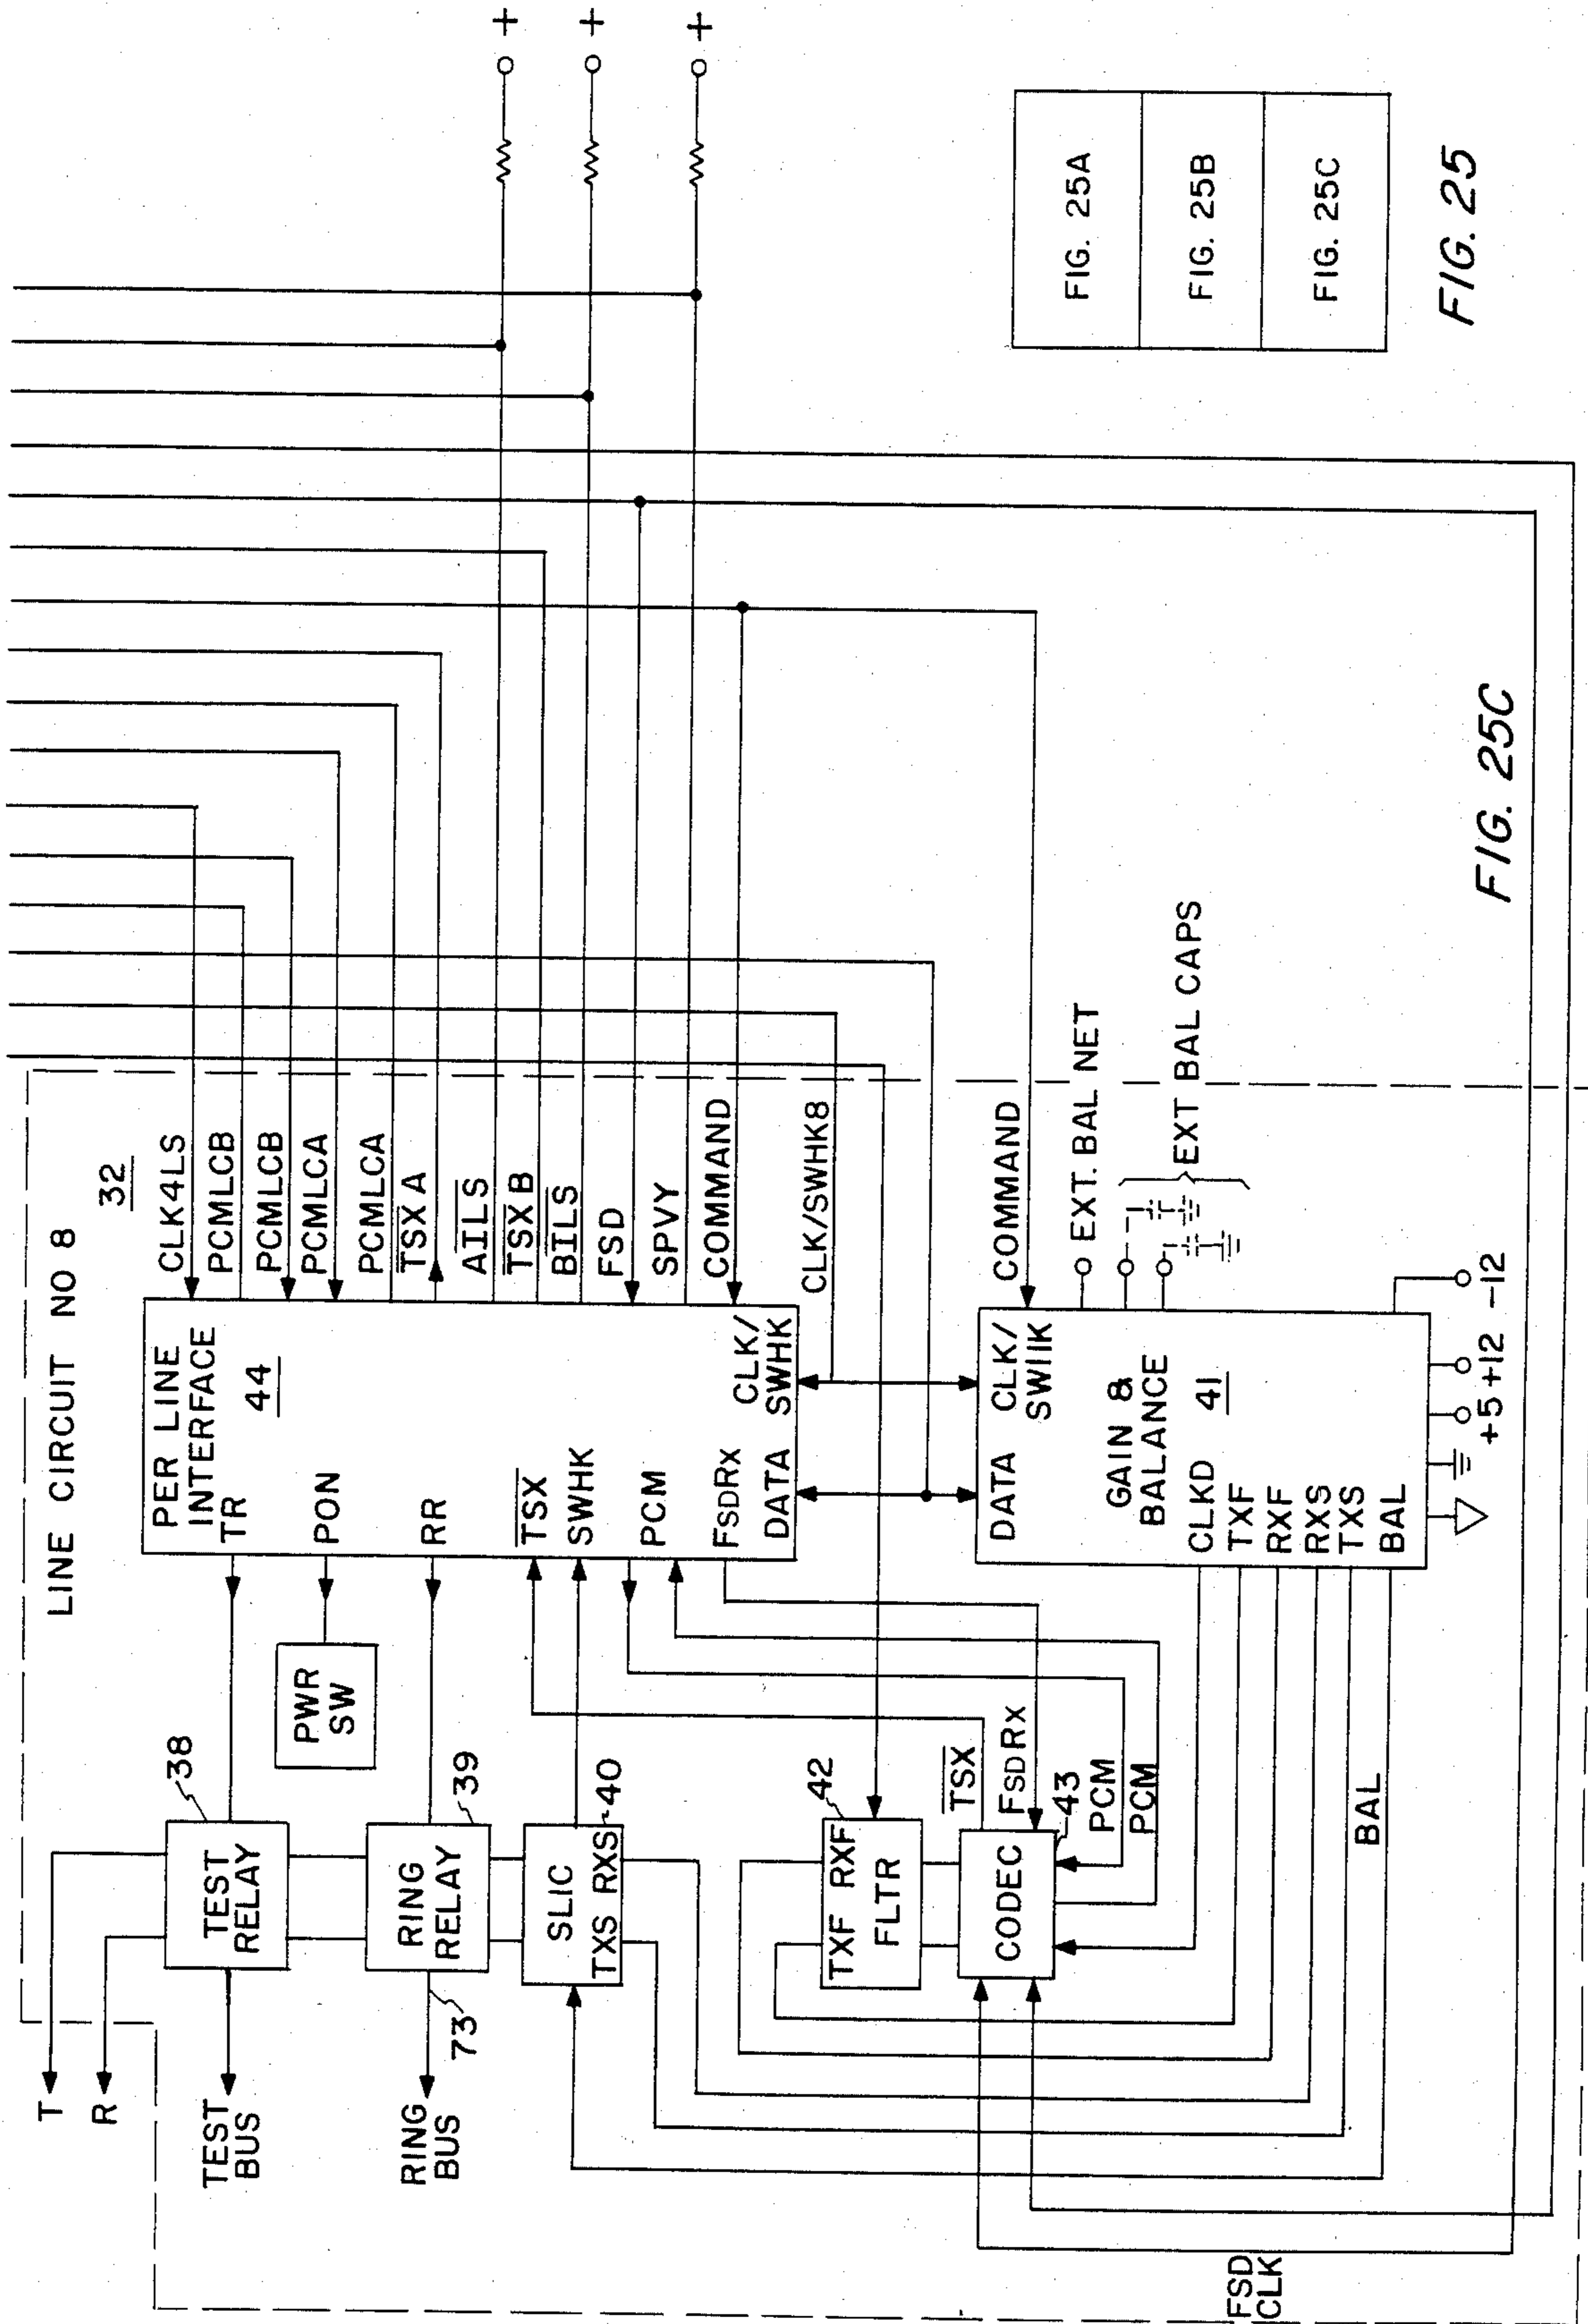 LINE CIRCUIT NO 8
32
T
R
TEST
BUS
RING
BUS
73
TEST
RELAY
38
RING
RELAY
39
SLIC
TXS RXS
40
PWR
SW
PER LINE
INTERFACE
44
TR
PON
RR
TSX
SWHK
PCM
FSDRX
DATA
CLK/
SWHK
CLK4LS
PCMLCB
PCMLCB
PCMLCA
PCMLCA
TSX A
AILS
TSX B
BILS
FSD
SPVY
COMMAND
CLK/SWHK8
+
+
+
TXF RXF
FLTR
42
CODEC
43
TSX
FSDRX
PCM
PCM
BAL
FSD
CLK
DATA
CLK/
SWHK
GAIN &
BALANCE
41
CLKD
TXF
RXF
RXS
TXS
BAL
COMMAND
EXT. BAL NET
EXT BAL CAPS
+5
+12
-12
FIG. 25C
FIG. 25A
FIG. 25B
FIG. 25C
FIG. 25